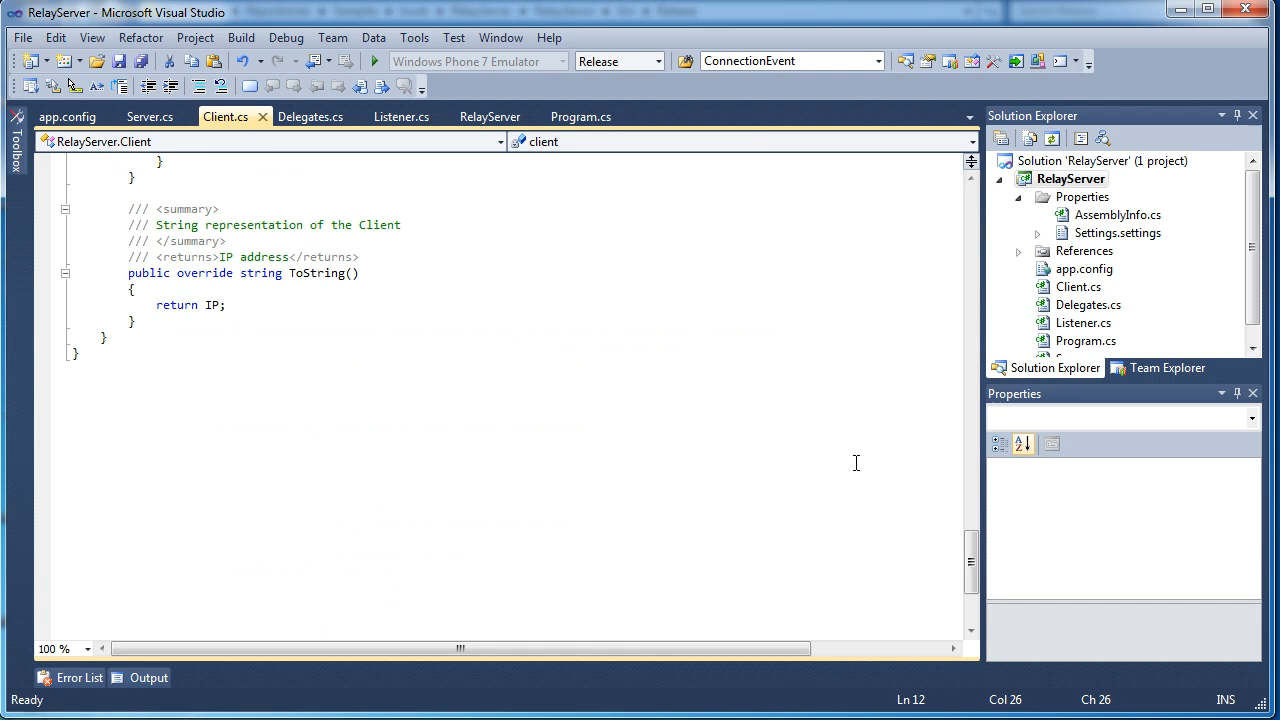 RelayServer - Microsoft Visual Studio
File Edit View Refactor Project Build Debug Team Data Tools Test Window Help
Windows Phone 7 Emulator Release ConnectionEvent
app.config Server.cs Client.cs Delegates.cs Listener.cs RelayServer Program.cs
RelayServer.Client client
}
}
/// <summary>
/// String representation of the Client
/// </summary>
/// <returns>IP address</returns>
public override string ToString()
{
return IP;
}
}
}
100 %
Toolbox
Solution Explorer
Solution 'RelayServer' (1 project)
RelayServer
Properties
AssemblyInfo.cs
Settings.settings
References
app.config
Client.cs
Delegates.cs
Listener.cs
Program.cs
Solution Explorer Team Explorer
Properties
Error List Output
Ready Ln 12 Col 26 Ch 26 INS